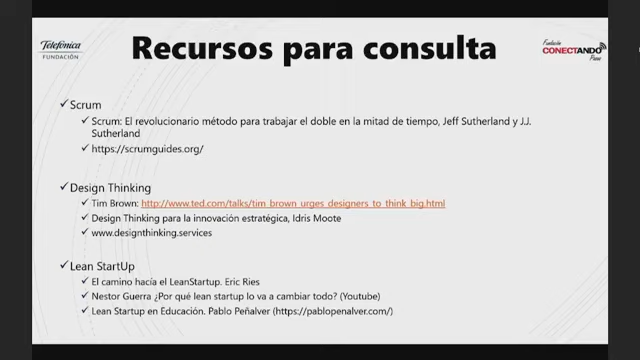 Telefónica
FUNDACIÓN
Recursos para consulta
Fundación
CONECTANDO
✓Scrum
✓Scrum: El revolucionario método para trabajar el doble en la mitad de tiempo, Jeff Sutherland y J.J.
Sutherland
✓https://scrumguides.org/
✓Design Thinking
✓Tim Brown: http://www.ted.com/talks/tim_brown_urges_designers_to_think_big.html
✓Design Thinking para la innovación estratégica, Idris Moote
✓www.designthinking.services
✓Lean StartUp
✓El camino hacía el LeanStartup. Eric Ries
✓Nestor Guerra ¿Por qué lean startup lo va a cambiar todo? (Youtube)
✓Lean Startup en Educación. Pablo Peñalver (https://pablopenalver.com/)